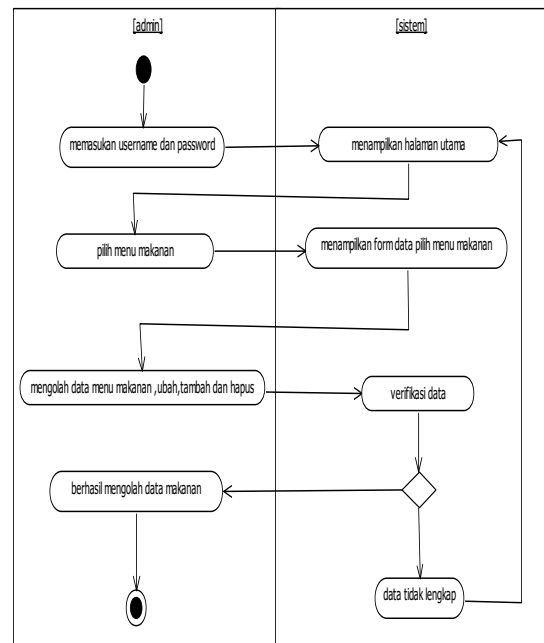 [admin]
[sistem]
memasukan username dan password
menampilkan halaman utama
pilih menu makanan
menampilkan form data pilih menu makanan
mengolah data menu makanan ,ubah,tambah dan hapus
verifikasi data
berhasil mengolah data makanan
data tidak lengkap